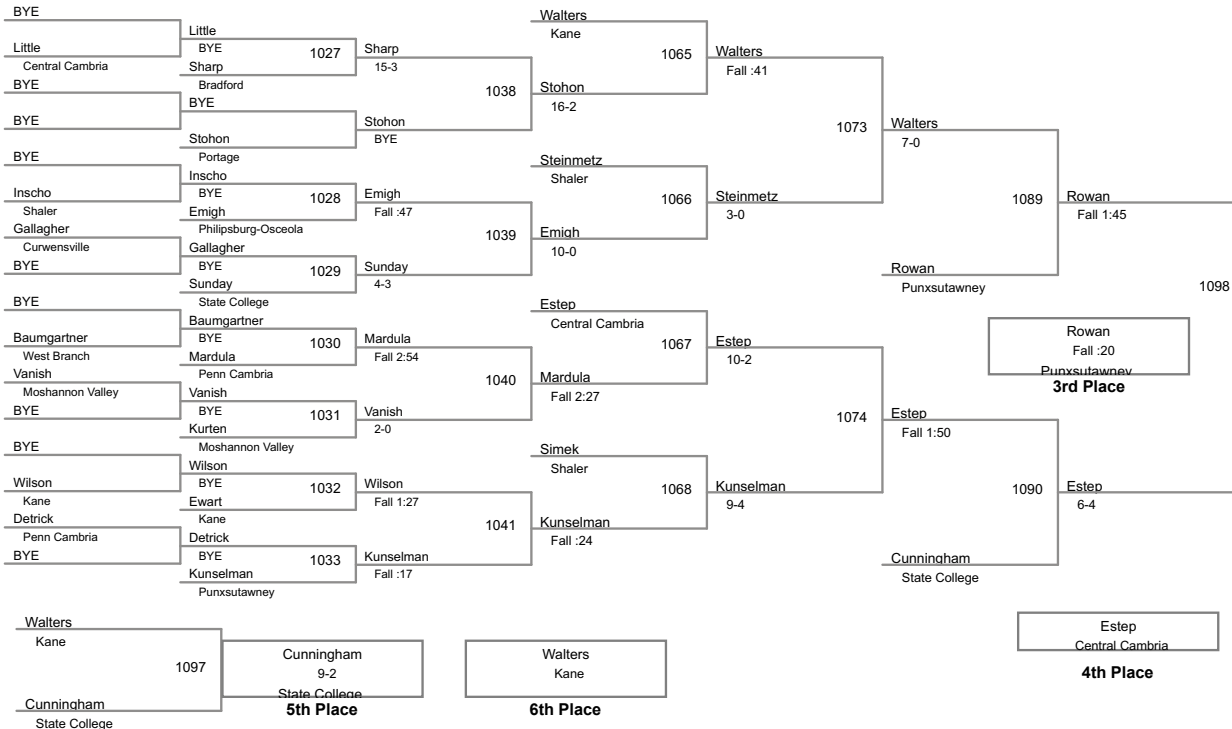 BYE
Little
Central Cambria
BYE
BYE
BYE
Inscho
Shaler
Gallagher
Curwensville
BYE
BYE
Baumgartner
West Branch
Vanish
Moshannon Valley
BYE
BYE
Wilson
Kane
Detrick
Penn Cambria
BYE
Little
BYE
1027
Sharp
Bradford
BYE
Stohon
Portage
Inscho
BYE
1028
Emigh
Philipsburg-Osceola
Gallagher
BYE
1029
Sunday
State College
Baumgartner
BYE
1030
Mardula
Penn Cambria
Vanish
BYE
1031
Kurten
Moshannon Valley
Wilson
BYE
1032
Ewart
Kane
Detrick
BYE
1033
Kunselman
Punxsutawney
Sharp
15-3
1038
Stohon
BYE
Emigh
Fall :47
1039
Sunday
4-3
Mardula
Fall 2:54
1040
Vanish
2-0
Wilson
Fall 1:27
1041
Kunselman
Fall :17
Walters
Kane
1065
Stohon
16-2
Steinmetz
Shaler
1066
Emigh
10-0
Estep
Central Cambria
1067
Mardula
Fall 2:27
Simek
Shaler
1068
Kunselman
Fall :24
Walters
Fall :41
1073
Steinmetz
3-0
Estep
10-2
1074
Kunselman
9-4
Walters
7-0
1089
Rowan
Punxsutawney
Estep
Fall 1:50
1090
Cunningham
State College
Rowan
Fall 1:45
1098
Estep
6-4
Rowan
Fall :20
Punxsutawney
3rd Place
Estep
Central Cambria
4th Place
Walters
Kane
1097
Cunningham
State College
Cunningham
9-2
State College
5th Place
Walters
Kane
6th Place